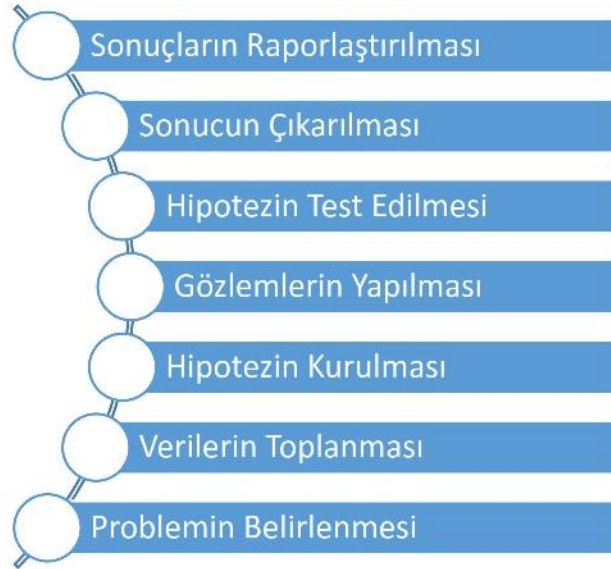 Sonuçların Raporlaştırılması
Sonucun Çıkarılması
Hipotezin Test Edilmesi
Gözlemlerin Yapılması
Hipotezin Kurulması
Verilerin Toplanması
Problemin Belirlenmesi